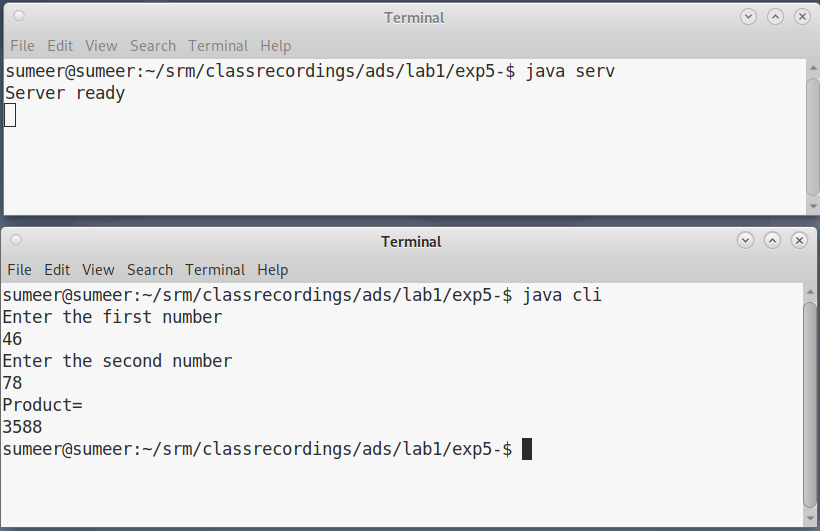 Terminal
File Edit View Search Terminal Help
sumeer@sumeer:~/srm/classrecordings/ads/lab1/exp5-$ java serv
Server ready
Terminal
File Edit View Search Terminal Help
sumeer@sumeer:~/srm/classrecordings/ads/lab1/exp5-$ java cli
Enter the first number
46
Enter the second number
78
Product=
3588
sumeer@sumeer:~/srm/classrecordings/ads/lab1/exp5-$